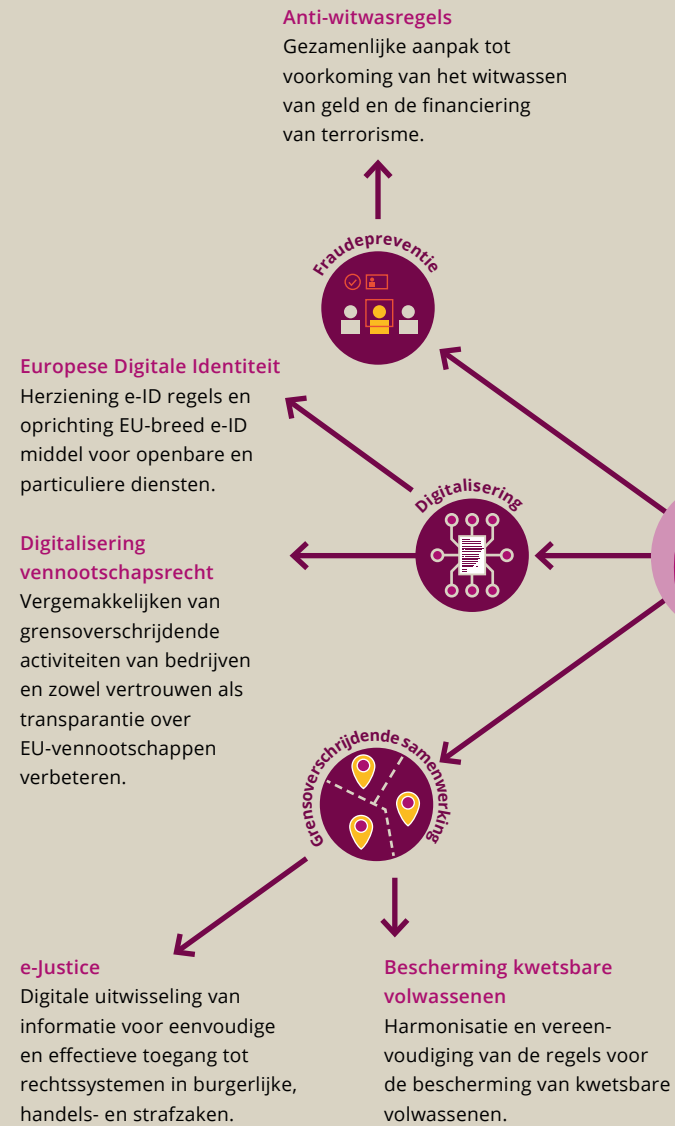 Anti-witwasregels
Gezamenlijke aanpak tot
voorkoming van het witwassen
van geld en de financiering
van terrorisme.
Fraudepreventie
Europese Digitale Identiteit
Herziening e-ID regels en
oprichting EU-breed e-ID
middel voor openbare en
particuliere diensten.
Digitalisering
Digitalisering
vennootschapsrecht
Vergemakkelijken van
grensoverschrijdende
activiteiten van bedrijven
en zowel vertrouwen als
transparantie over
EU-vennootschappen
verbeteren.
Grensoverschrijdende samenwerking
e-Justice
Digitale uitwisseling van
informatie voor eenvoudige
en effectieve toegang tot
rechtssystemen in burgerlijke,
handels- en strafzaken.
Bescherming kwetsbare
volwassenen
Harmonisatie en vereen-
voudiging van de regels voor
de bescherming van kwetsbare
volwassenen.